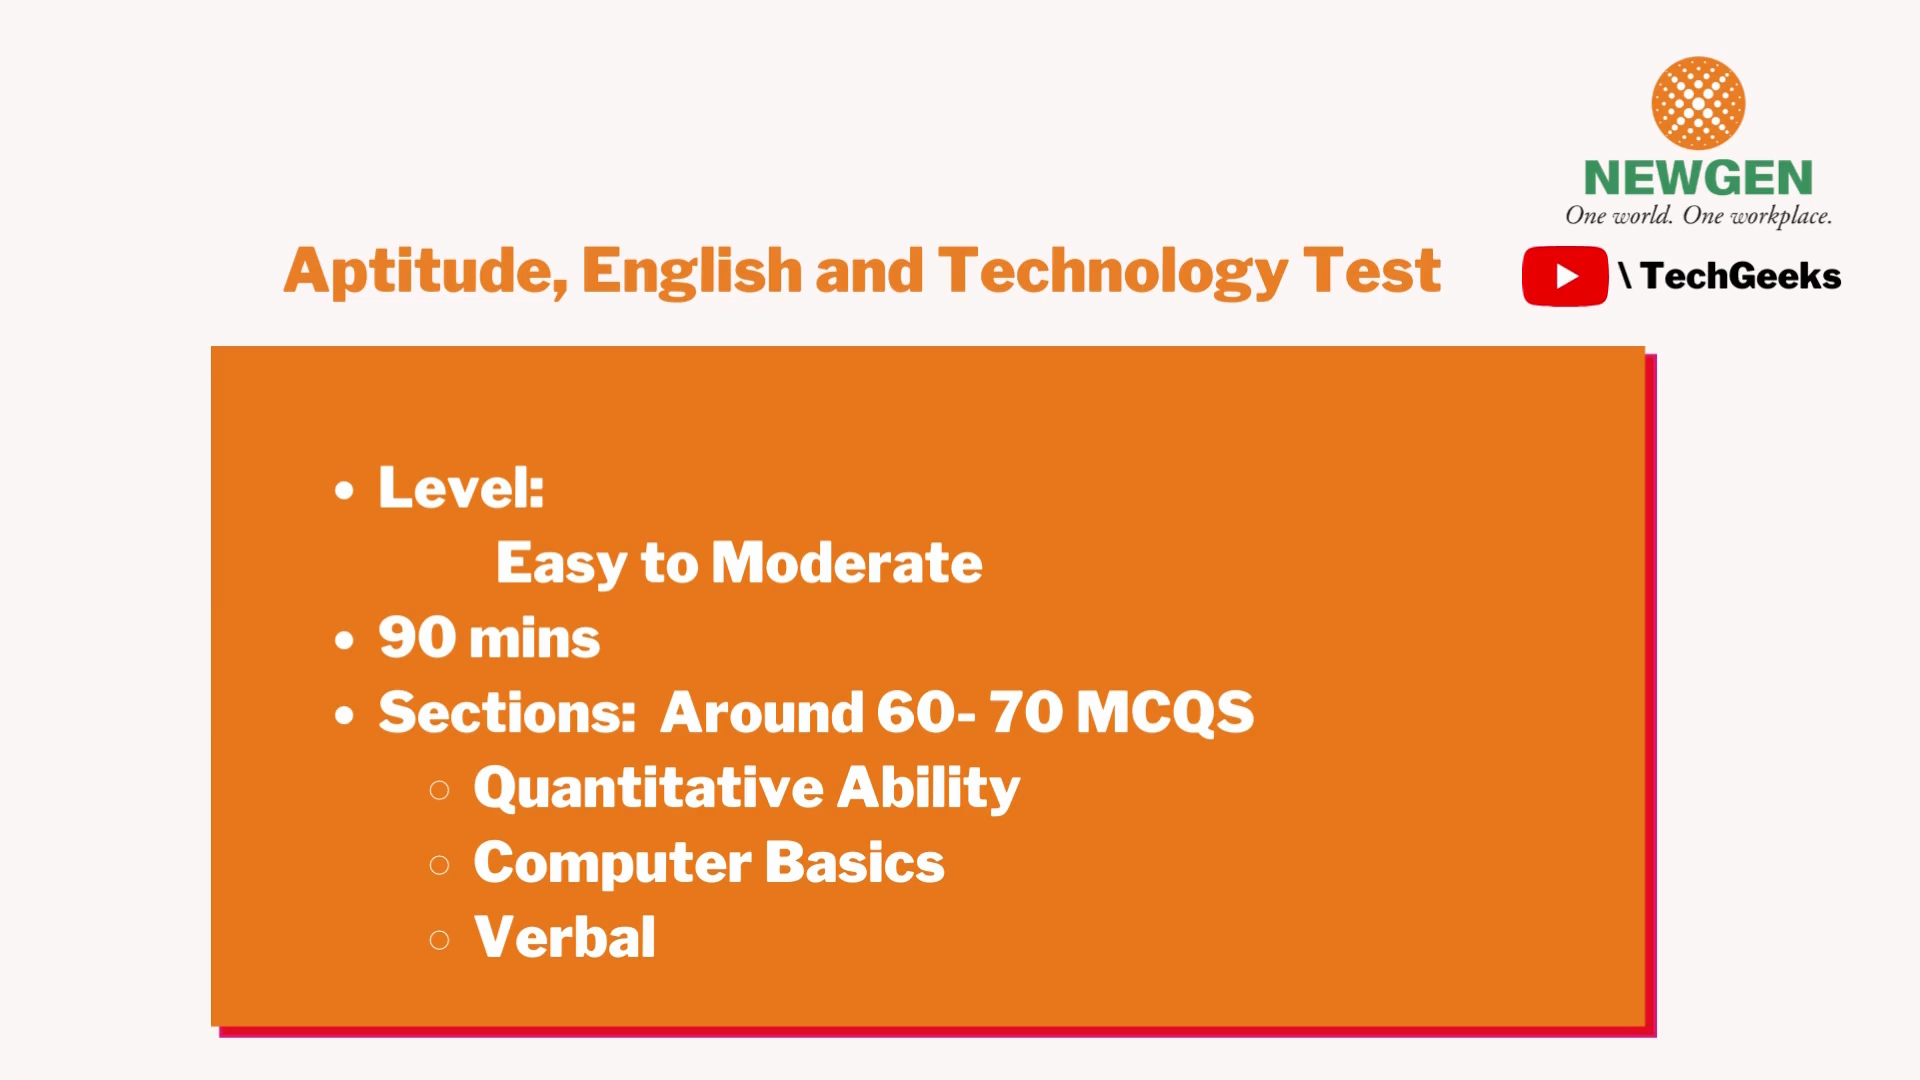 NEWGEN
One world. One workplace.
Aptitude, English and Technology Test
\ TechGeeks
• Level:
Easy to Moderate
• 90 mins
• Sections: Around 60- 70 MCQS
○ Quantitative Ability
○ Computer Basics
○ Verbal